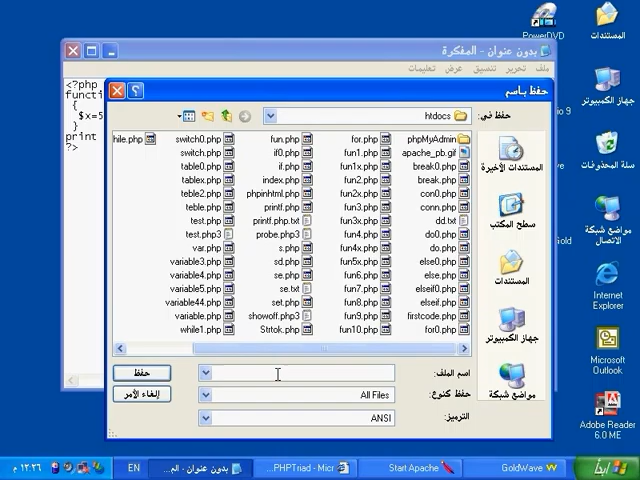 PowerDVD
المستندات
بدون عنوان - المفكرة
ملف تحرير تنسيق عرض تعليمات
<?php
functi
{
$x=5
print
?>
جهاز الكمبيوتر
سلة المحذوفات
مواضع شبكة
الاتصال
Internet
Explorer
Microsoft
Outlook
Adobe Reader
6.0 ME
حفظ باسم
حفظ في:
htdocs
المستندات الأخيرة
سطح المكتب
المستندات
جهاز الكمبيوتر
مواضع شبكة
phpMyAdmin
apache_pb.gif
break0.php
break.php
con0.php
conn.php
dd.txt
do0.php
do.php
else0.php
else.php
elseif0.php
elseif.php
firstcode.php
for0.php
for.php
fun1.php
fun1x.php
fun2.php
fun2x.php
fun3.php
fun3x.php
fun4.php
fun4x.php
fun5x.php
fun6.php
fun7.php
fun8.php
fun9.php
fun10.php
fun.php
if0.php
if.php
index.php
phpinhtml.php
printf.php
printf.php.txt
probe.php3
s.php
sd.php
se.php
se.txt
set.php
showoff.php3
Strtok.php
switch0.php
switch.php
table0.php
tablex.php
teble2.php
teble.php
test.php
test.php3
var.php
variable3.php
variable4.php
variable5.php
variable44.php
variable.php
while1.php
hile.php
اسم الملف:
حفظ كنوع:
All Files
الترميز:
ANSI
حفظ
إلغاء الأمر
ابدأ
GoldWave
Start Apache
PHPTriad - Micr...
بدون عنوان - الم...
EN
١٢:٢٦ م